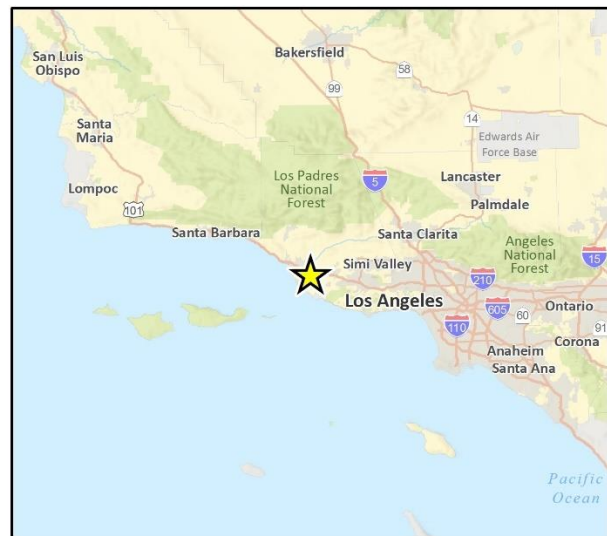 San Luis
Obispo
Bakersfield
58
99
Santa
Maria
14
Edwards Air
Force Base
Lompoc
Los Padres
National
Forest
5
Lancaster
Palmdale
101
Santa Barbara
Santa Clarita
Angeles
National
Forest
15
Simi Valley
210
Los Angeles
Ontario
605
60
110
91
Corona
Anaheim
Santa Ana
Pacific
Ocean